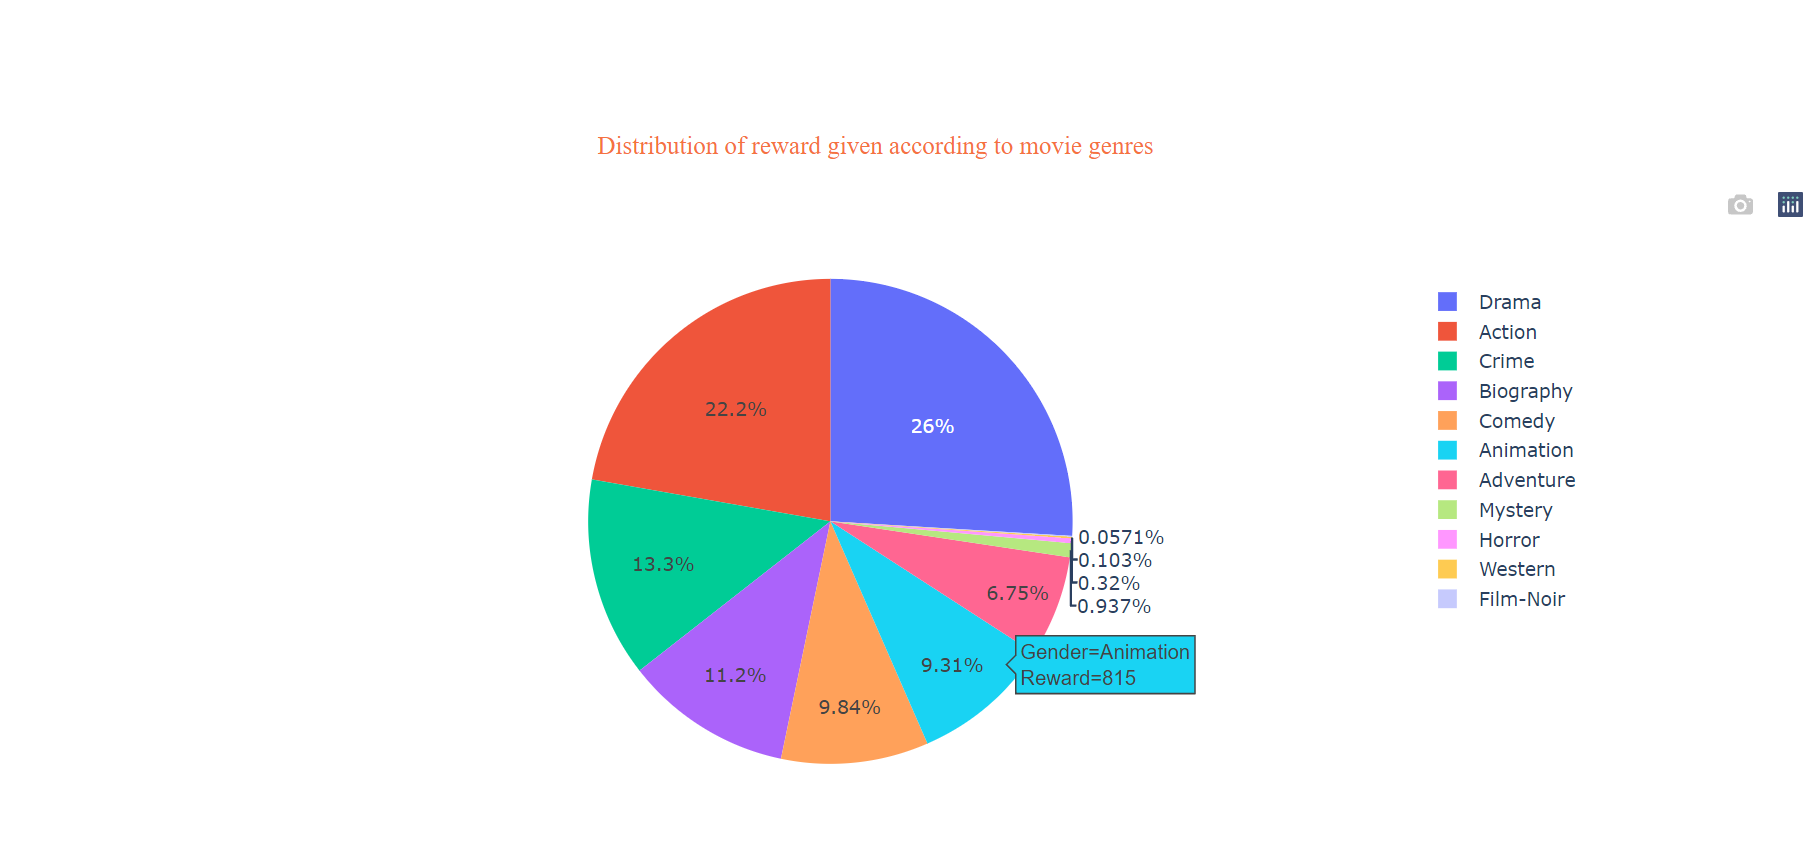 Distribution of reward given according to movie genres
22.2%
26%
13.3%
11.2%
9.84%
9.31%
6.75%
0.0571%
0.103%
0.32%
0.937%
Gender=Animation
Reward=815
Drama
Action
Crime
Biography
Comedy
Animation
Adventure
Mystery
Horror
Western
Film-Noir